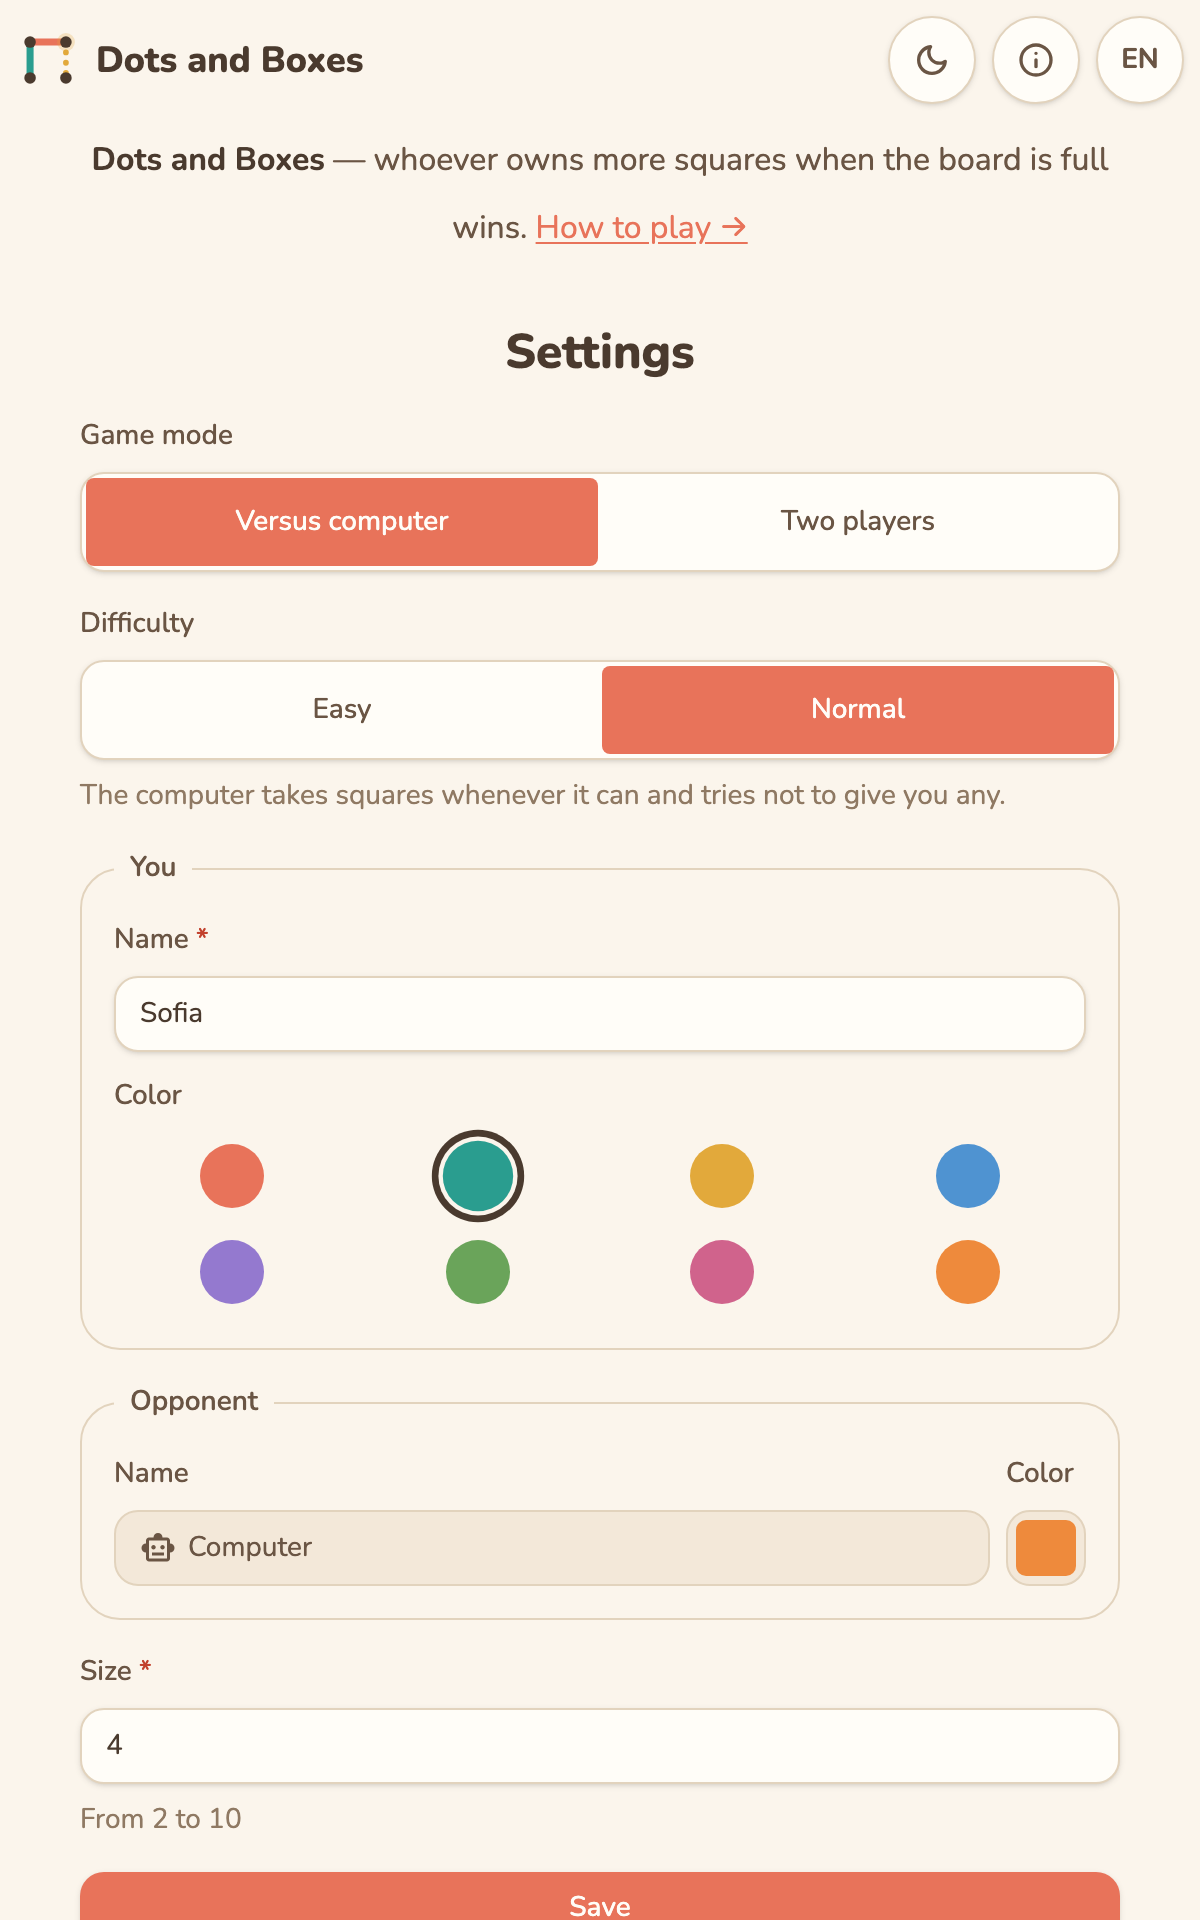 Dots and Boxes
EN
Dots and Boxes — whoever owns more squares when the board is full
wins. How to play →
Settings
Game mode
Versus computer
Two players
Difficulty
Easy
Normal
The computer takes squares whenever it can and tries not to give you any.
You
Name *
Sofia
Color
Opponent
Name
Color
Computer
Size *
4
From 2 to 10
Save